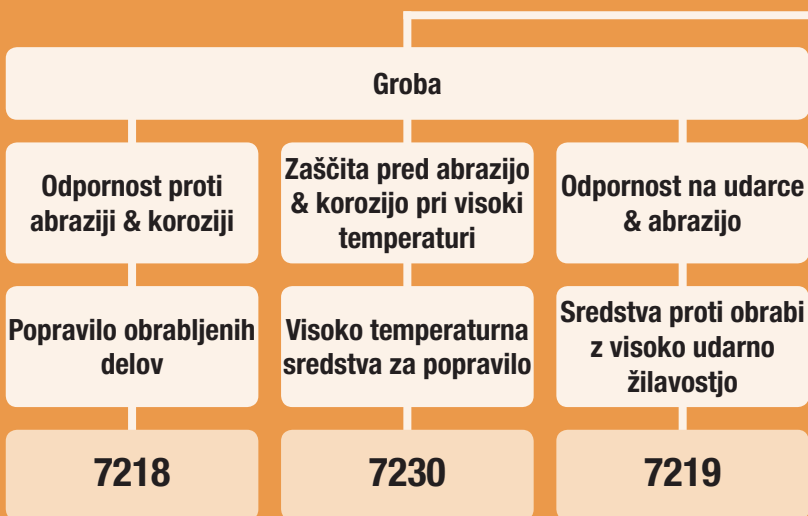 Groba
Odpornost proti
abraziji & koroziji
Zaščita pred abrazijo
& korozijo pri visoki
temperaturi
Odpornost na udarce
& abrazijo
Popravilo obrabljenih
delov
Visoko temperaturna
sredstva za popravilo
Sredstva proti obrabi
z visoko udarno
žilavostjo
7218
7230
7219